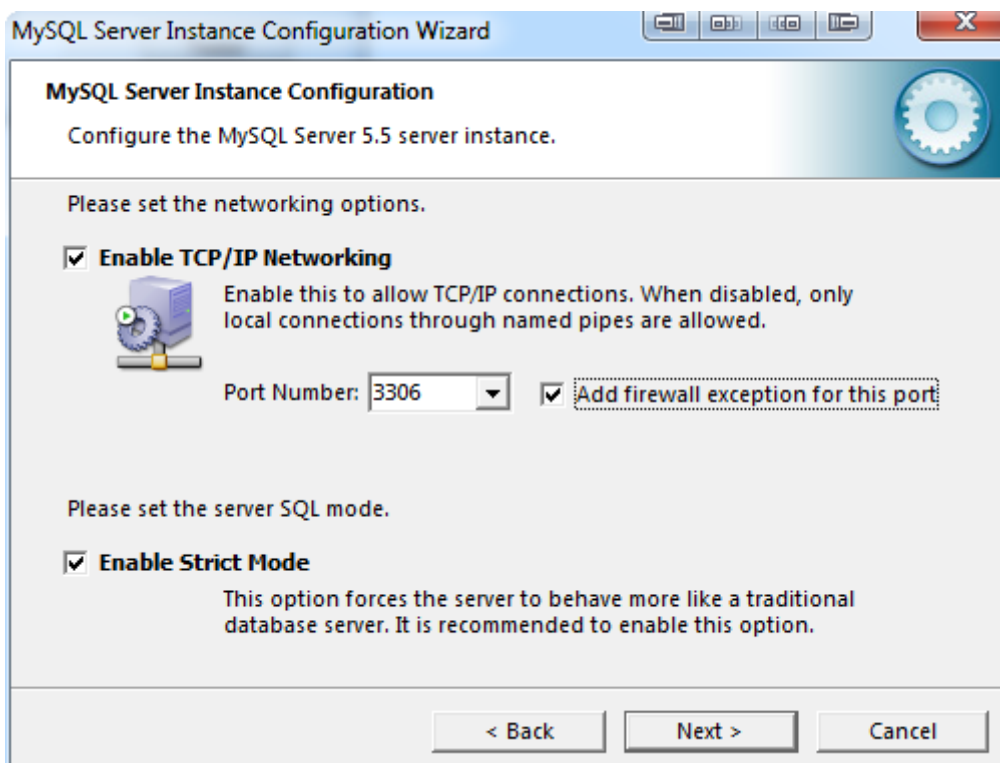 MySQL Server Instance Configuration Wizard
MySQL Server Instance Configuration
Configure the MySQL Server 5.5 server instance.
Please set the networking options.
Enable TCP/IP Networking
Enable this to allow TCP/IP connections. When disabled, only
local connections through named pipes are allowed.
Port Number: 3306 Add firewall exception for this port
Please set the server SQL mode.
Enable Strict Mode
This option forces the server to behave more like a traditional
database server. It is recommended to enable this option.
< Back Next > Cancel